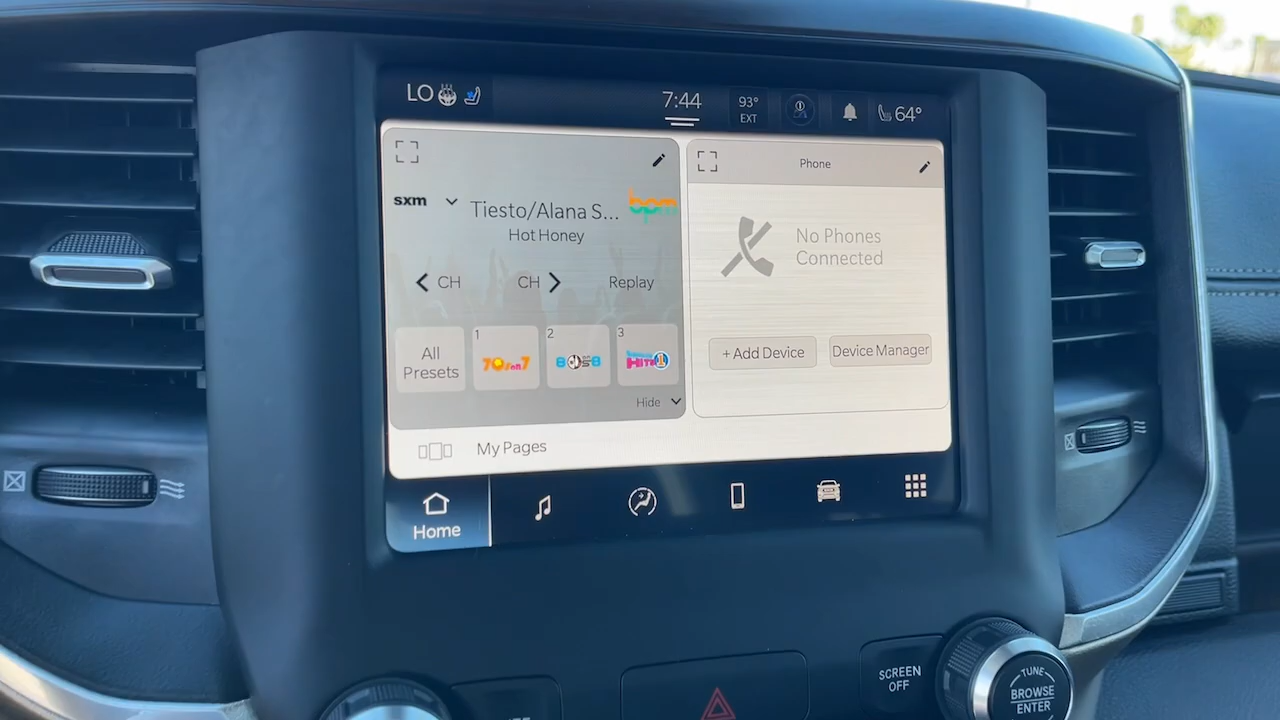 LO
7:44
93°
EXT
64°
Phone
sxm
Tiesto/Alana S...
bpm
Hot Honey
No Phones
Connected
CH
CH
Replay
1
2
3
All
Presets
+Add Device
Device Manager
Hide
My Pages
Home
SCREEN
OFF
TUNE
BROWSE
ENTER